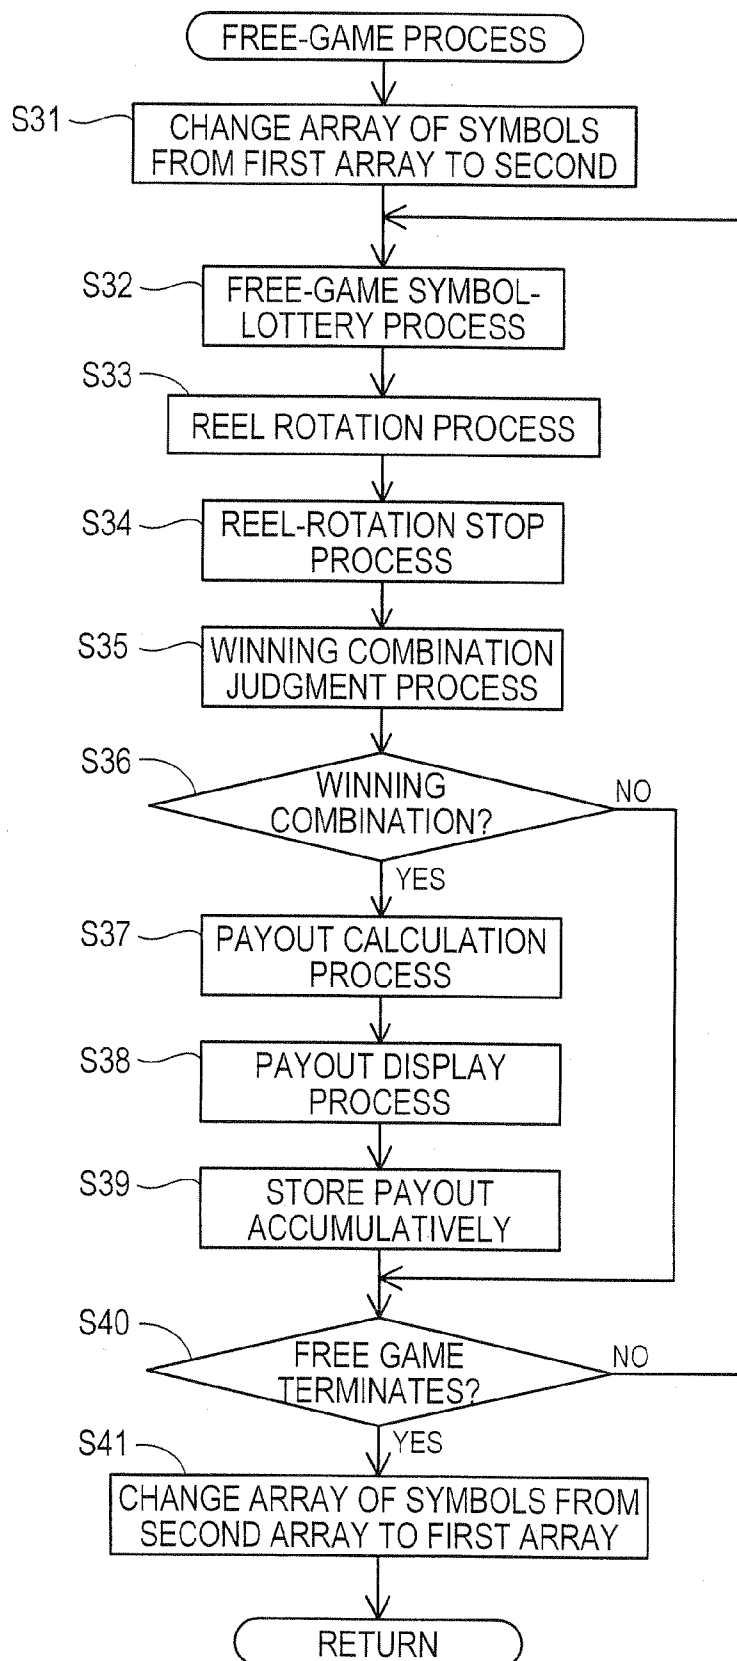 FREE-GAME PROCESS
S31
CHANGE ARRAY OF SYMBOLS
FROM FIRST ARRAY TO SECOND
S32
FREE-GAME SYMBOL-
LOTTERY PROCESS
S33
REEL ROTATION PROCESS
S34
REEL-ROTATION STOP
PROCESS
S35
WINNING COMBINATION
JUDGMENT PROCESS
S36
WINNING
COMBINATION?
NO
YES
S37
PAYOUT CALCULATION
PROCESS
S38
PAYOUT DISPLAY
PROCESS
S39
STORE PAYOUT
ACCUMULATIVELY
S40
FREE GAME
TERMINATES?
NO
YES
S41
CHANGE ARRAY OF SYMBOLS FROM
SECOND ARRAY TO FIRST ARRAY
RETURN